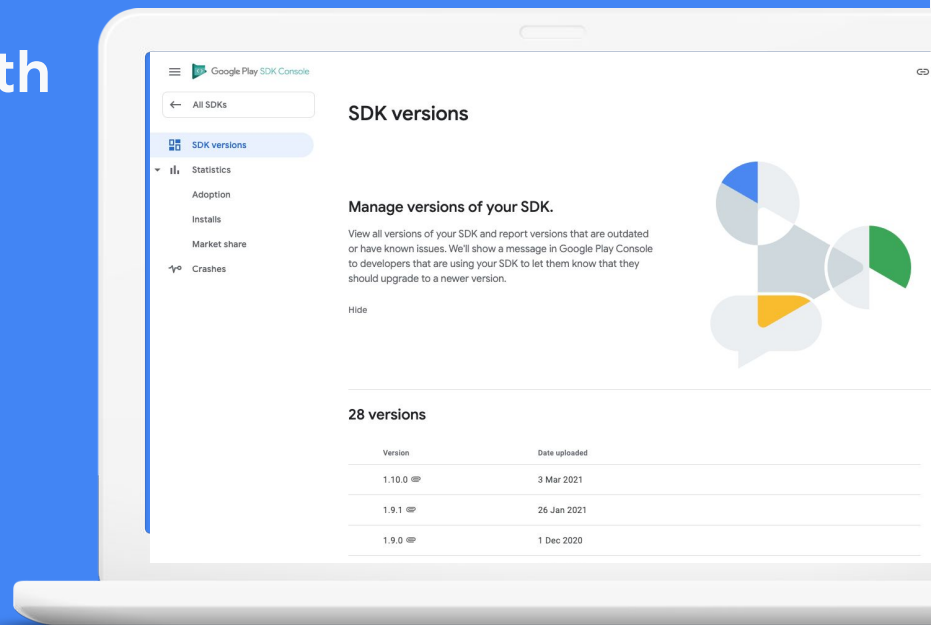 th
Google Play SDK Console
All SDKs
SDK versions
Statistics
Adoption
Installs
Market share
Crashes
SDK versions
Manage versions of your SDK.
View all versions of your SDK and report versions that are outdated
or have known issues. We'll show a message in Google Play Console
to developers that are using your SDK to let them know that they
should upgrade to a newer version.
Hide
28 versions
Version Date uploaded
1.10.0 3 Mar 2021
1.9.1 26 Jan 2021
1.9.0 1 Dec 2020